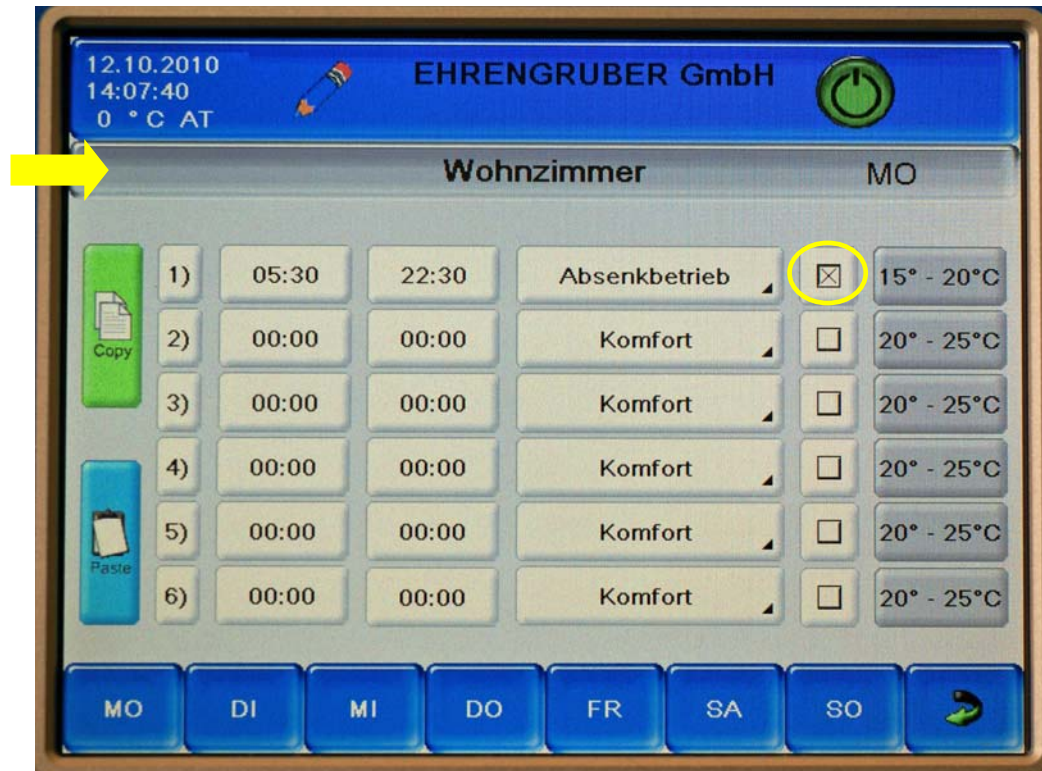 12.10.2010
14:07:40
0 °C AT
EHRENGRUBER GmbH
Wohnzimmer MO
1) 05:30 22:30 Absenkbetrieb 15° - 20°C
2) 00:00 00:00 Komfort 20° - 25°C
3) 00:00 00:00 Komfort 20° - 25°C
4) 00:00 00:00 Komfort 20° - 25°C
5) 00:00 00:00 Komfort 20° - 25°C
6) 00:00 00:00 Komfort 20° - 25°C
Copy
Paste
MO DI MI DO FR SA SO